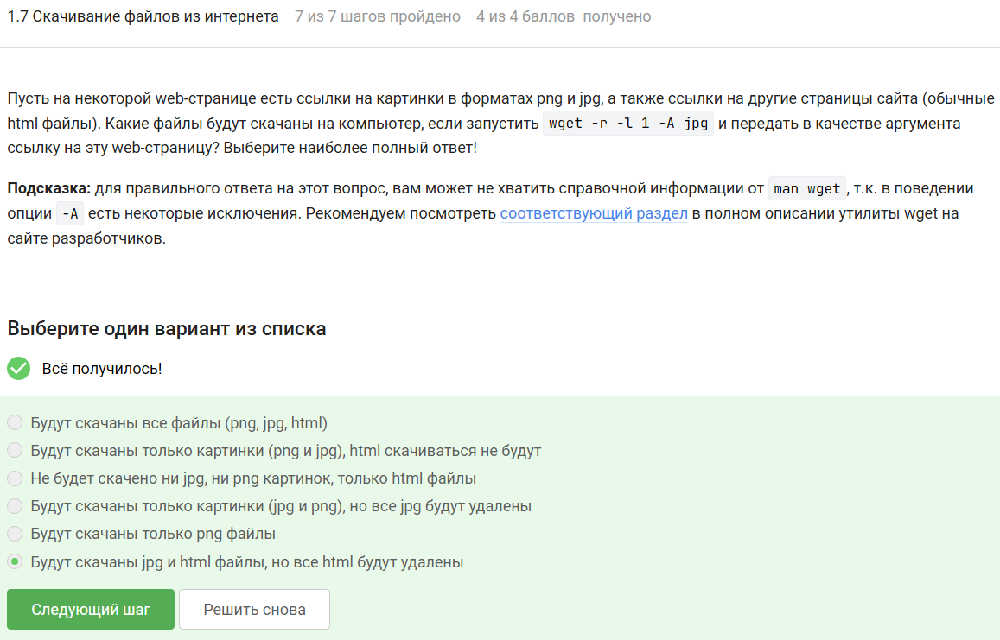 1.7 Скачивание файлов из интернета 7 из 7 шагов пройдено 4 из 4 баллов получено
Пусть на некоторой web-странице есть ссылки на картинки в форматах png и jpg, а также ссылки на другие страницы сайта (обычные
html файлы). Какие файлы будут скачаны на компьютер, если запустить wget -r -l 1 -A jpg и передать в качестве аргумента
ссылку на эту web-страницу? Выберите наиболее полный ответ!
Подсказка: для правильного ответа на этот вопрос, вам может не хватить справочной информации от man wget, т.к. в поведении
опции -A есть некоторые исключения. Рекомендуем посмотреть соответствующий раздел в полном описании утилиты wget на
сайте разработчиков.
Выберите один вариант из списка
Всё получилось!
Будут скачаны все файлы (png, jpg, html)
Будут скачаны только картинки (png и jpg), html скачиваться не будут
Не будет скачено ни jpg, ни png картинок, только html файлы
Будут скачаны только картинки (jpg и png), но все jpg будут удалены
Будут скачаны только png файлы
Будут скачаны jpg и html файлы, но все html будут удалены
Следующий шаг Решить снова